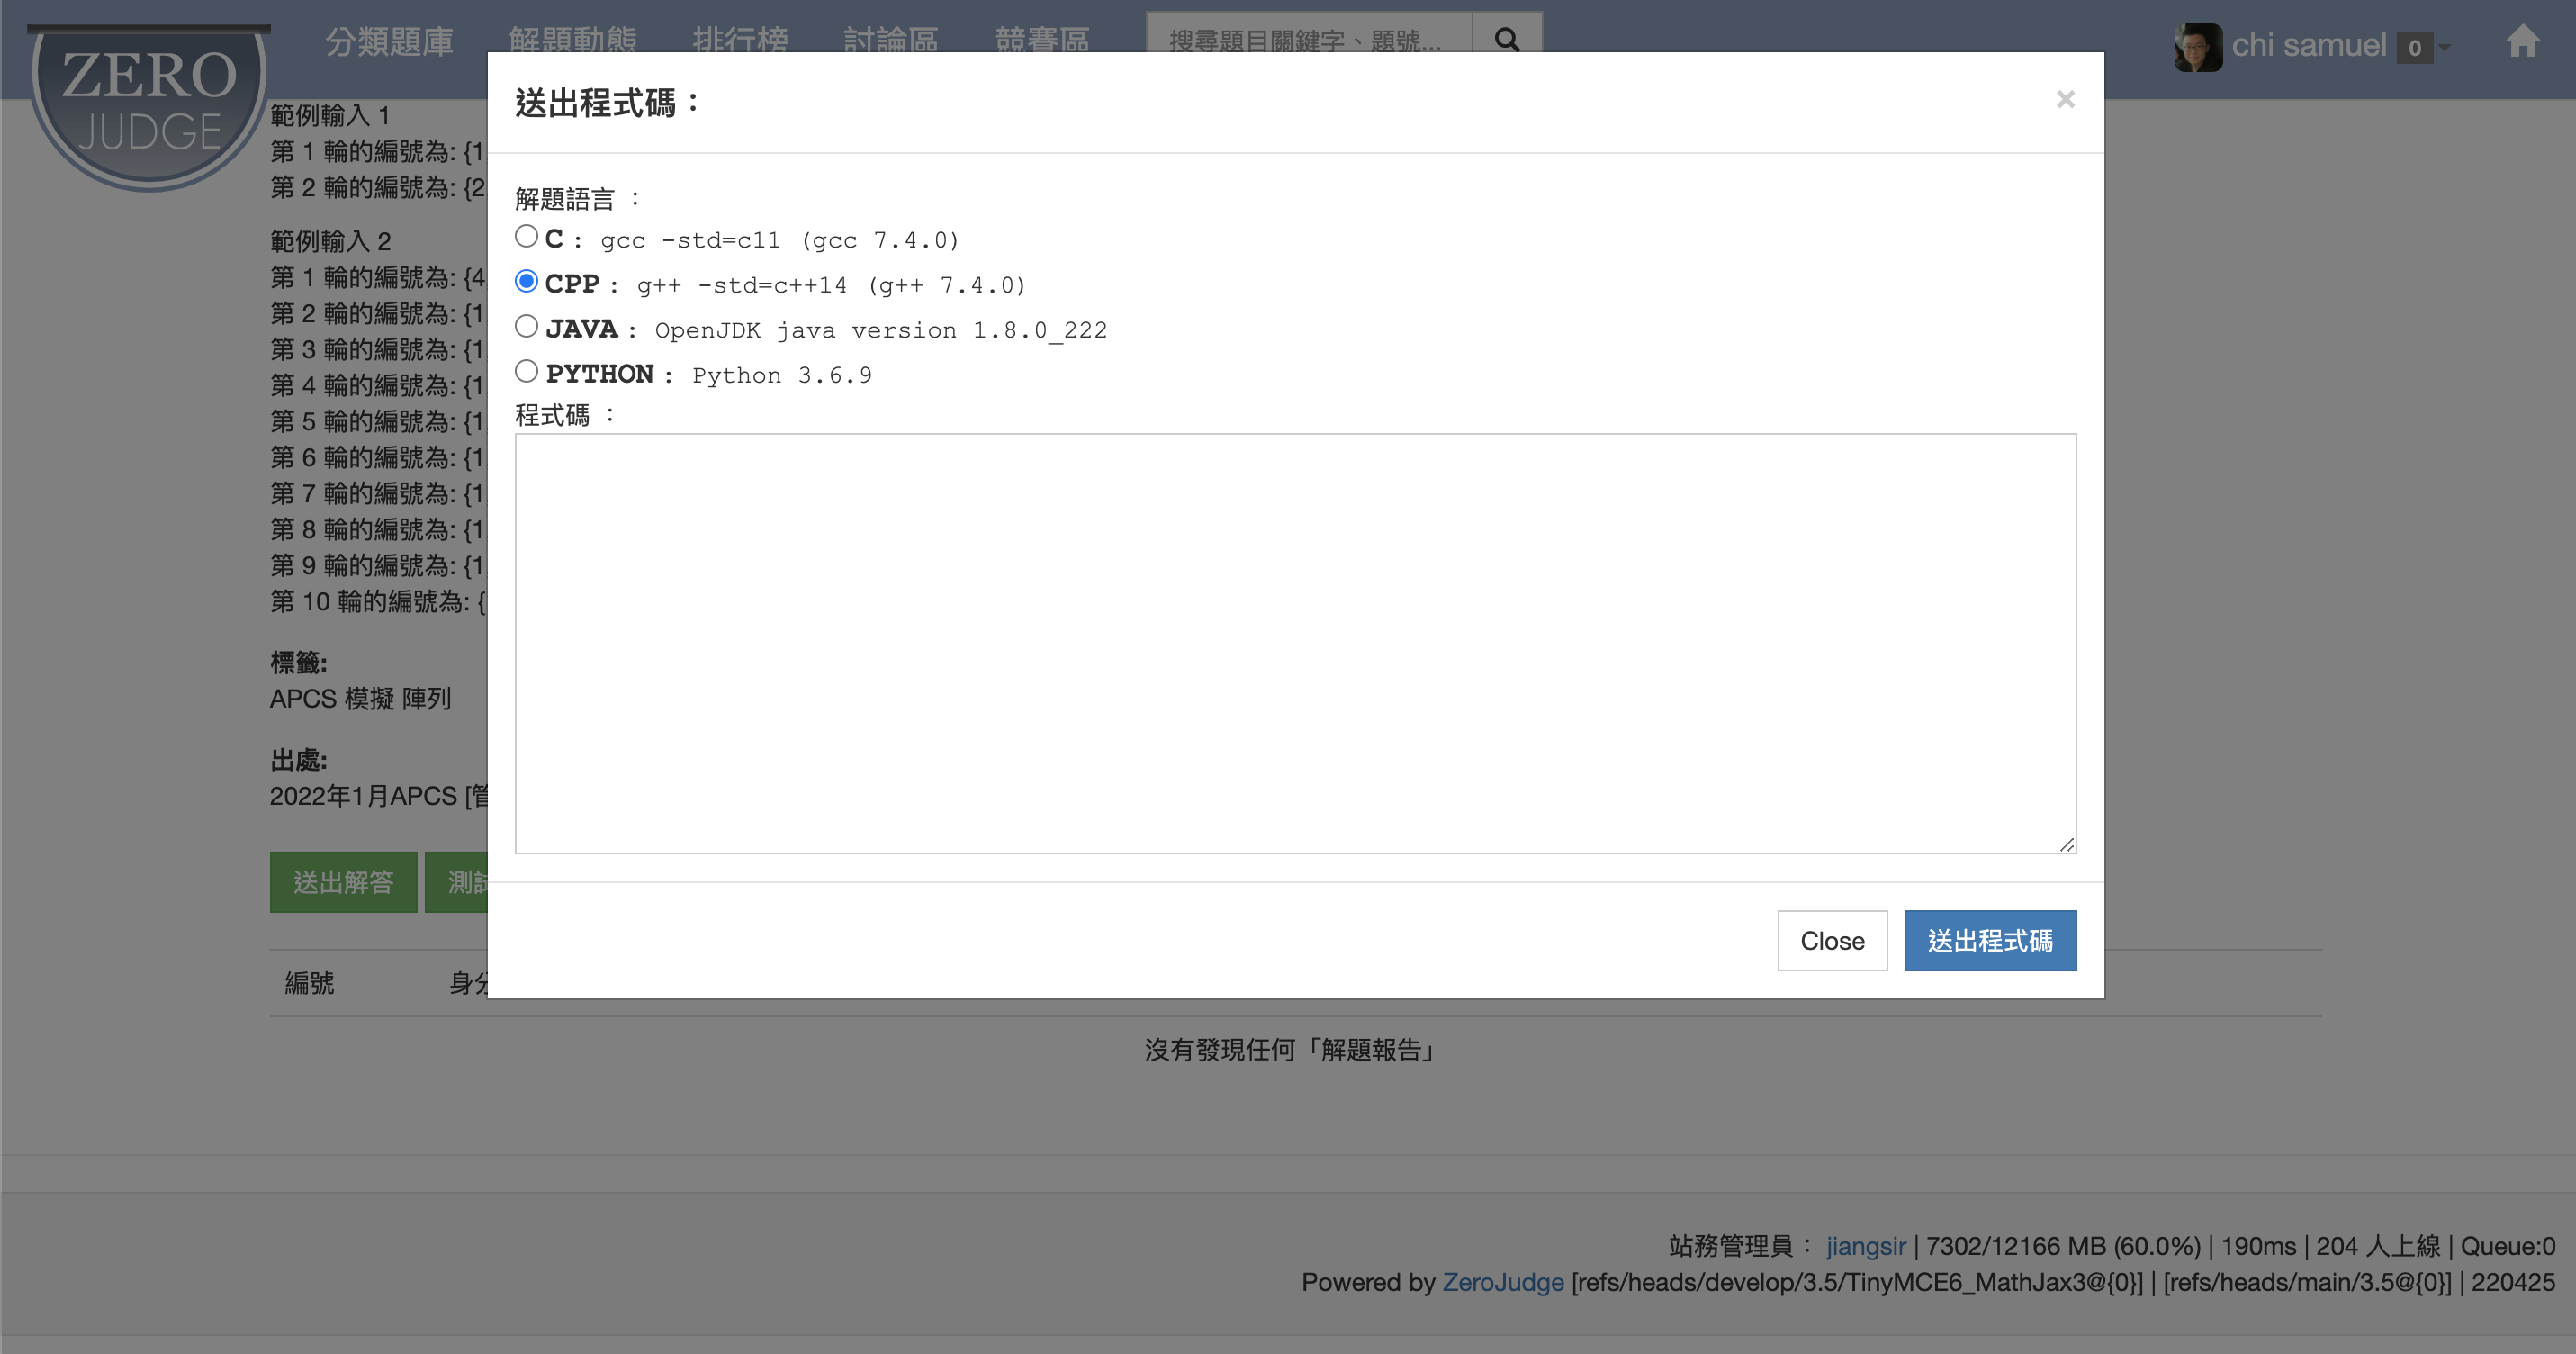 ZERO
JUDGE
分類題庫 解題動態 排行榜 討論區 競賽區 搜尋題目關鍵字、題號... chi samuel 0
範例輸入 1
第 1 輪的編號為: {1
第 2 輪的編號為: {2
範例輸入 2
第 1 輪的編號為: {4
第 2 輪的編號為: {1
第 3 輪的編號為: {1
第 4 輪的編號為: {1
第 5 輪的編號為: {1
第 6 輪的編號為: {1
第 7 輪的編號為: {1
第 8 輪的編號為: {1
第 9 輪的編號為: {1
第 10 輪的編號為: {
標籤:
APCS 模擬 陣列
出處:
2022年1月APCS [管
送出解答 測試
編號 身分
沒有發現任何「解題報告」
送出程式碼： ×
解題語言 ：
C : gcc -std=c11 (gcc 7.4.0)
CPP : g++ -std=c++14 (g++ 7.4.0)
JAVA : OpenJDK java version 1.8.0_222
PYTHON : Python 3.6.9
程式碼 ：
Close 送出程式碼
站務管理員： jiangsir | 7302/12166 MB (60.0%) | 190ms | 204 人上線 | Queue:0
Powered by ZeroJudge [refs/heads/develop/3.5/TinyMCE6_MathJax3@{0}] | [refs/heads/main/3.5@{0}] | 220425